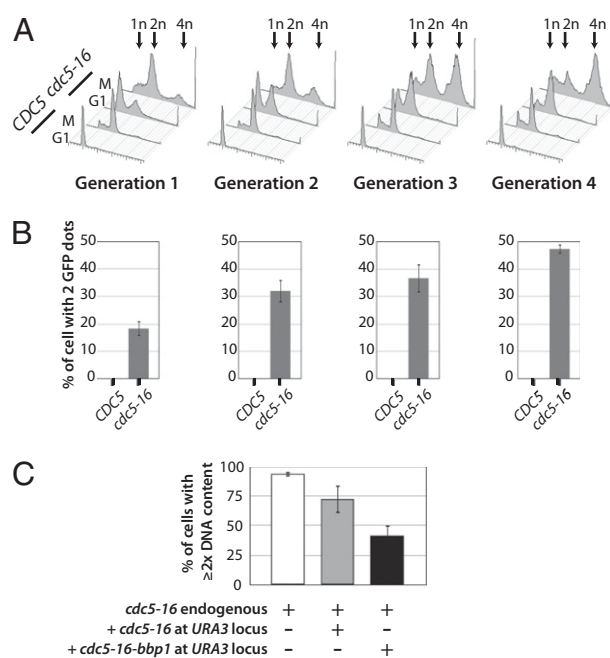 A
1n 2n 4n
1n 2n 4n
1n 2n 4n
1n 2n 4n
CDC5 cdc5-16
M
G1
M
G1
Generation 1
Generation 2
Generation 3
Generation 4
B
% of cell with 2 GFP dots
50
40
30
20
10
0
CDC5
cdc5-16
50
40
30
20
10
0
CDC5
cdc5-16
50
40
30
20
10
0
CDC5
cdc5-16
50
40
30
20
10
0
CDC5
cdc5-16
C
% of cells with
≥2x DNA content
100
75
50
25
cdc5-16 endogenous + + +
+ cdc5-16 at URA3 locus – + –
+ cdc5-16-bbp1 at URA3 locus – – +